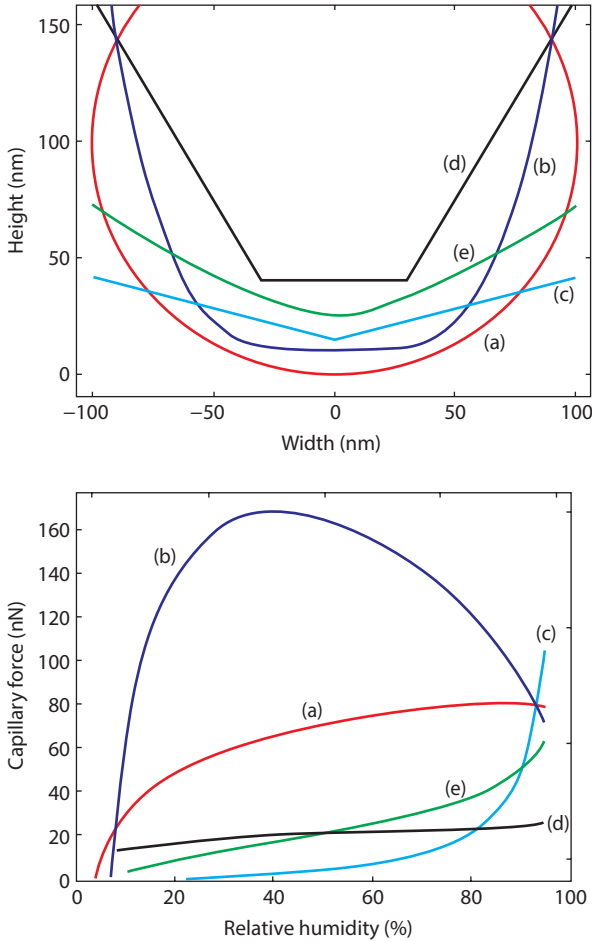 150
100
50
0
Height (nm)
(d)
(b)
(e)
(c)
(a)
−100
−50
0
50
100
Width (nm)
160
140
120
100
80
60
40
20
0
Capillary force (nN)
(b)
(a)
(c)
(e)
(d)
0
20
40
60
80
100
Relative humidity (%)